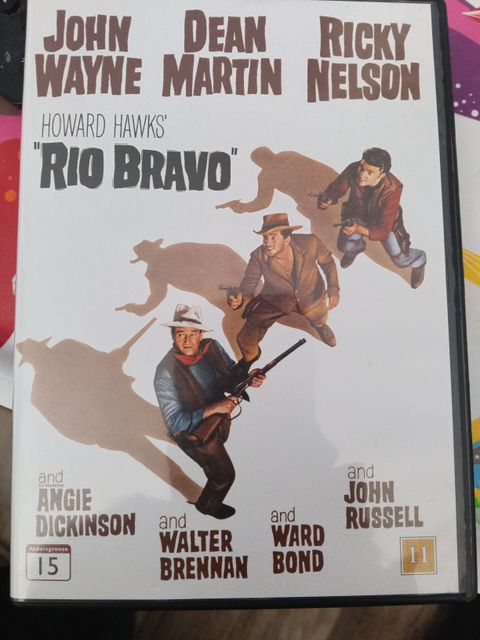 JOHN WAYNE
DEAN MARTIN
RICKY NELSON
HOWARD HAWKS'
"RIO BRAVO"
and
ANGIE
DICKINSON
and
WALTER
BRENNAN
and
WARD
BOND
and
JOHN
RUSSELL
Aldersgrense
15
11